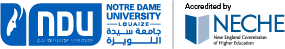 NDU
NOTRE DAME
UNIVERSITY
LOUAIZE
جامعة سيدة
اللويزة
Accredited by
NECHE
New England Commission
of Higher Education